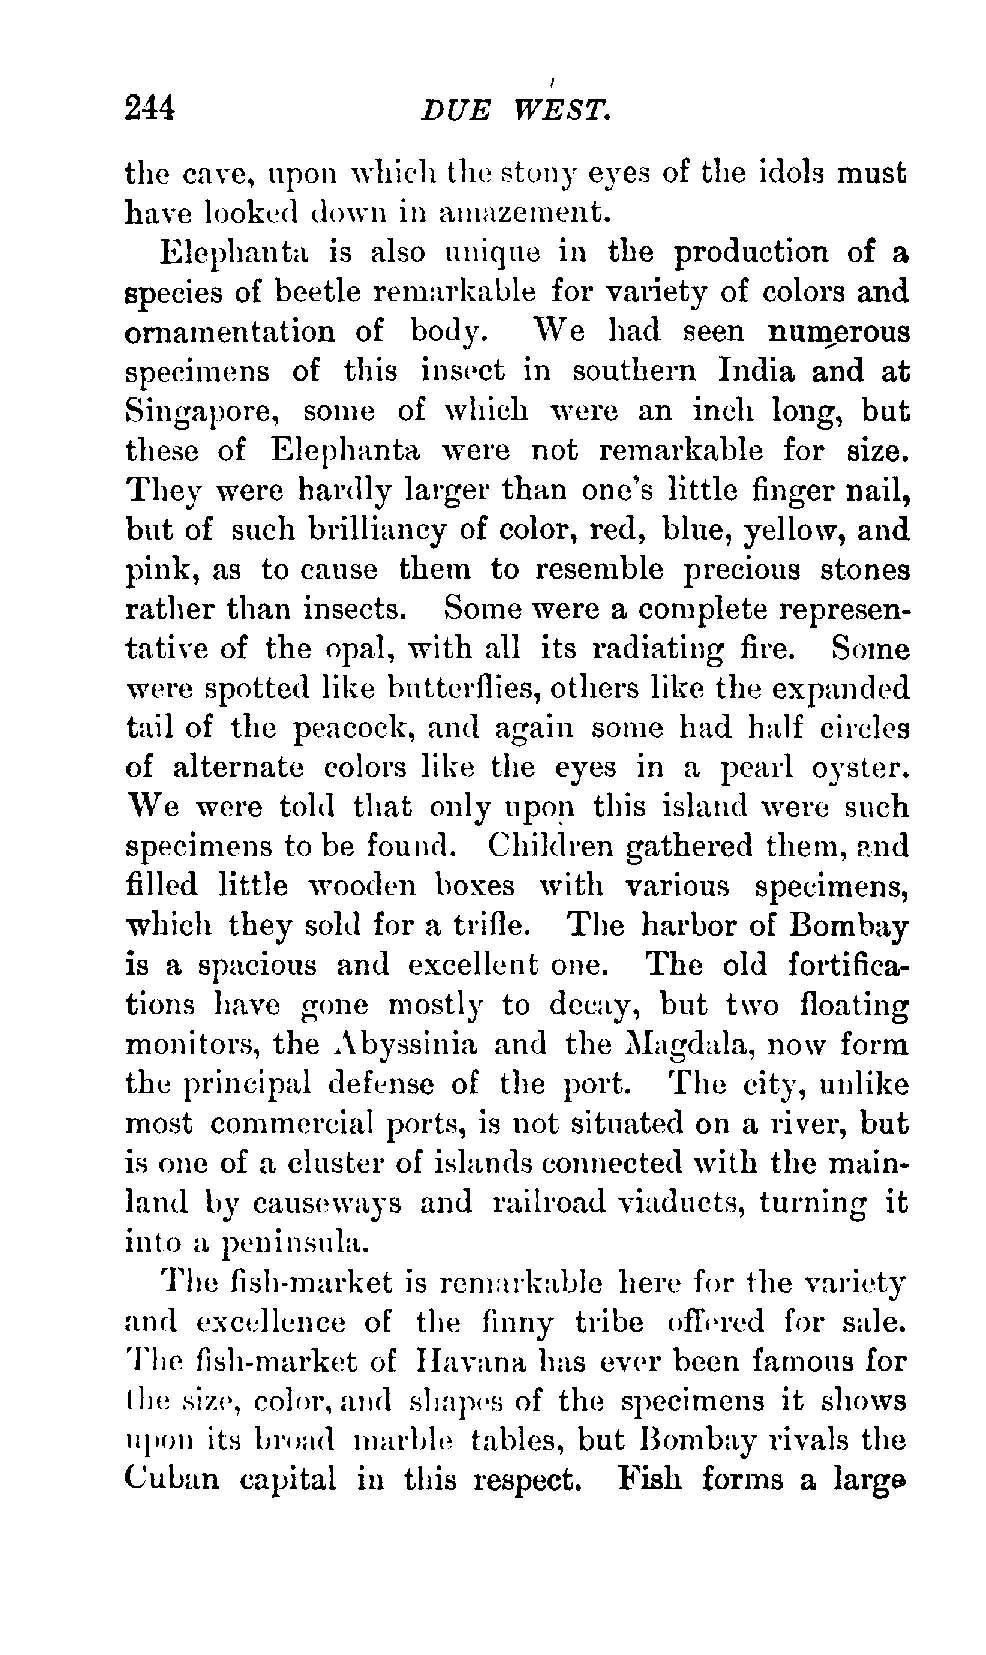 244 DUE WEST.
the cave, upon which the stony eyes of the idols must
have looked down in amazement.
Elephanta is also unique in the production of a
species of beetle remarkable for variety of colors and
ornamentation of body. We had seen numerous
specimens of this insect in southern India and at
Singapore, some of which were an inch long, but
these of Elephanta were not remarkable for size.
They were hardly larger than one's little finger nail,
but of such brilliancy of color, red, blue, yellow, and
pink, as to cause them to resemble precious stones
rather than insects. Some were a complete represen-
tative of the opal, with all its radiating fire. Some
were spotted like butterflies, others like the expanded
tail of the peacock, and again some had half circles
of alternate colors like the eyes in a pearl oyster.
We were told that only upon this island were such
specimens to be found. Children gathered them, and
filled little wooden boxes with various specimens,
which they sold for a trifle. The harbor of Bombay
is a spacious and excellent one. The old fortifica-
tions have gone mostly to decay, but two floating
monitors, the Abyssinia and the Magdala, now form
the principal defense of the port. The city, unlike
most commercial ports, is not situated on a river, but
is one of a cluster of islands connected with the main-
land by causeways and railroad viaducts, turning it
into a peninsula.
The fish-market is remarkable here for the variety
and excellence of the finny tribe offered for sale.
The fish-market of Havana has ever been famous for
the size, color, and shapes of the specimens it shows
upon its broad marble tables, but Bombay rivals the
Cuban capital in this respect. Fish forms a large